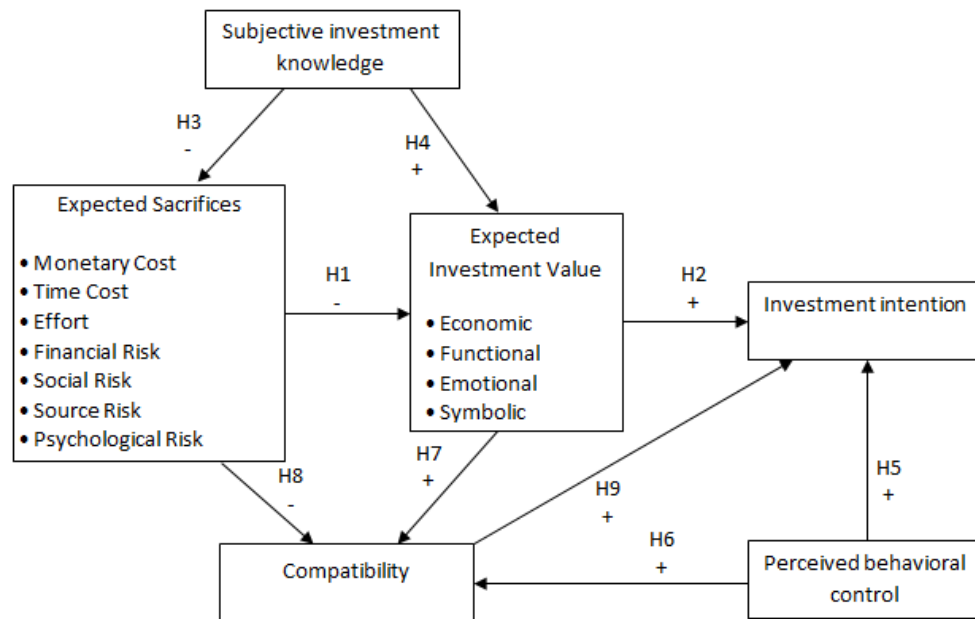 Subjective investment
knowledge
H3
-
H4
+
Expected Sacrifices
• Monetary Cost
• Time Cost
• Effort
• Financial Risk
• Social Risk
• Source Risk
• Psychological Risk
H1
-
Expected
Investment Value
• Economic
• Functional
• Emotional
• Symbolic
H2
+
Investment intention
H8
-
H7
+
H9
+
H5
+
H6
+
Compatibility
Perceived behavioral
control